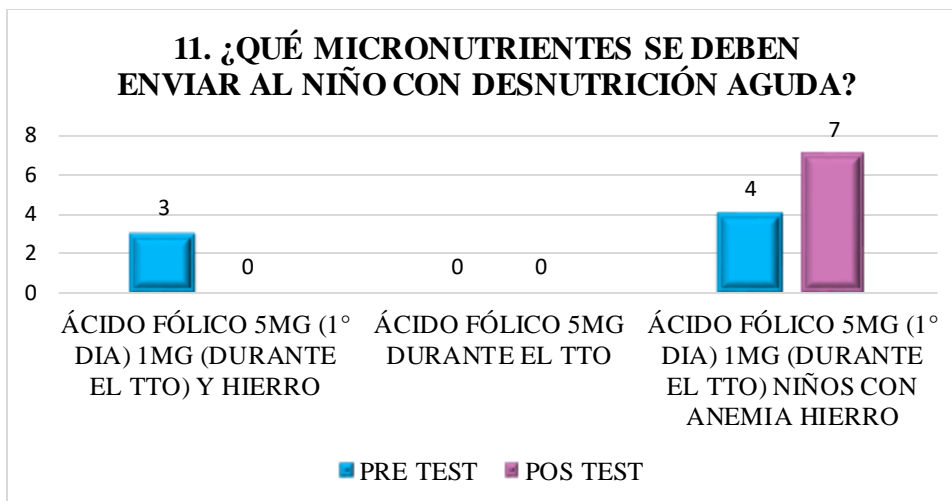 11. ¿QUÉ MICRONUTRIENTES SE DEBEN
ENVIAR AL NIÑO CON DESNUTRICIÓN AGUDA?
8
6
4
2
0
3
0
0
0
4
7
ÁCIDO FÓLICO 5MG (1°
DIA) 1MG (DURANTE
EL TTO) Y HIERRO
ÁCIDO FÓLICO 5MG
DURANTE EL TTO
ÁCIDO FÓLICO 5MG (1°
DIA) 1MG (DURANTE
EL TTO) NIÑOS CON
ANEMIA HIERRO
PRE TEST
POS TEST